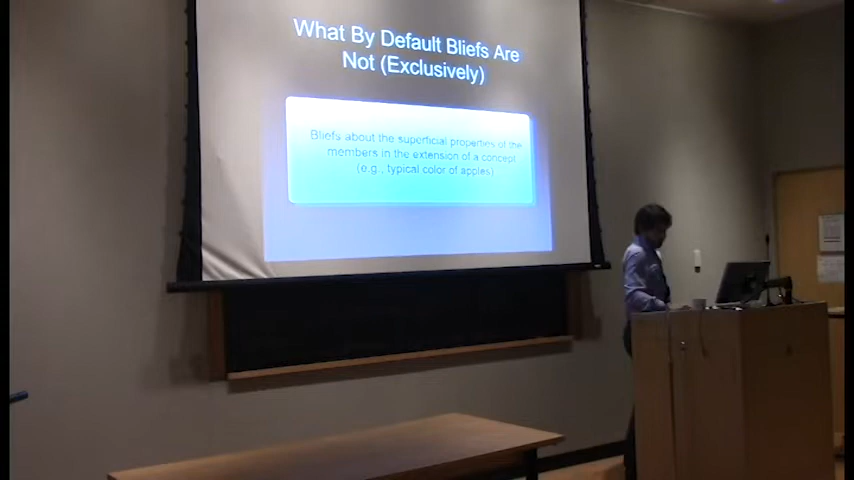 What By Default Bliefs Are
Not (Exclusively)
Bliefs about the superficial properties of the
members in the extension of a concept
(e.g., typical color of apples)